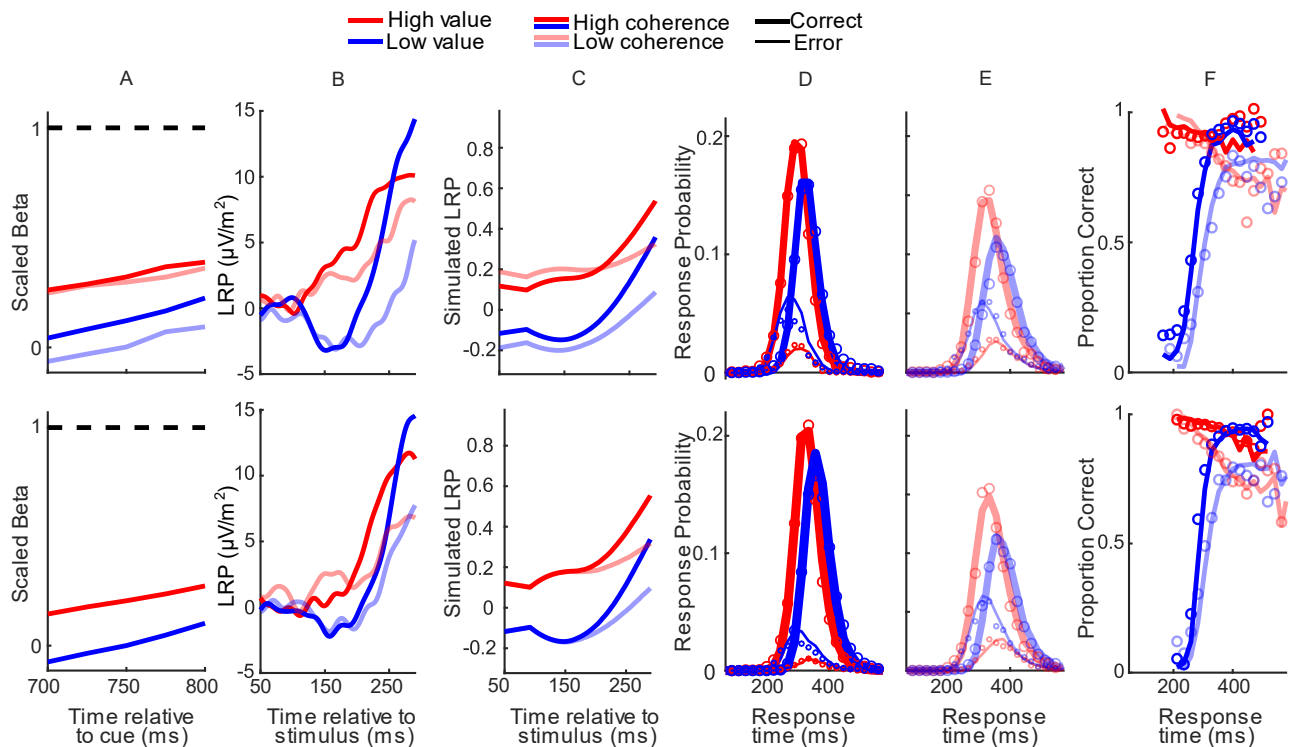 High value
High coherence
Correct
Low value
Low coherence
Error
A
B
C
D
E
F
Scaled Beta
1
0
LRP (µV/m²)
15
10
5
0
-5
Simulated LRP
0.8
0.6
0.4
0.2
0
-0.2
Response Probability
0.2
0.1
0
Proportion Correct
1
0.5
0
Scaled Beta
1
0
700
750
800
Time relative
to cue (ms)
LRP (µV/m²)
15
10
5
0
-5
50
150
250
Time relative to
stimulus (ms)
Simulated LRP
0.8
0.6
0.4
0.2
0
-0.2
50
150
250
Time relative to
stimulus (ms)
Response Probability
0.2
0.1
0
200
400
Response
time (ms)
200
400
Response
time (ms)
Proportion Correct
1
0.5
0
200
400
Response
time (ms)